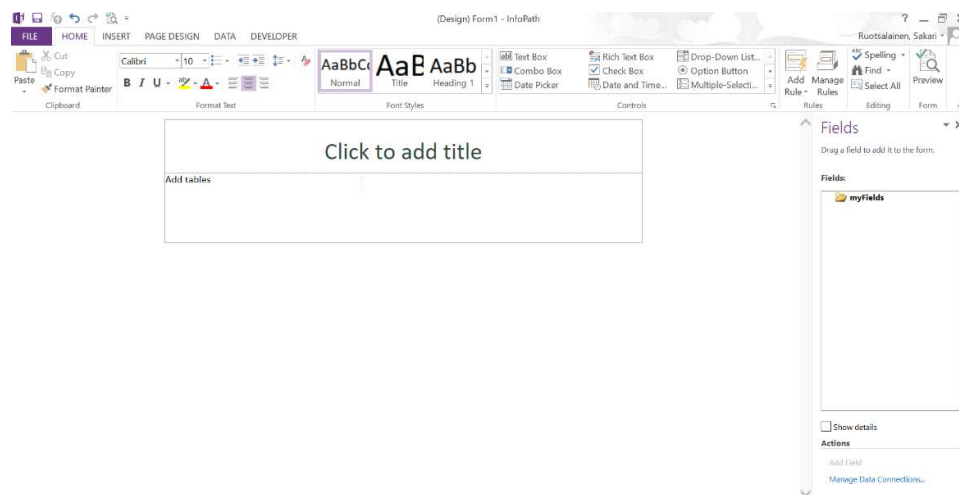 (Design) Form1 - InfoPath
FILE HOME INSERT PAGE DESIGN DATA DEVELOPER
Ruotsalainen, Sakari
Paste
Cut
Copy
Format Painter
Clipboard
Calibri 10
B I U
Format Text
AaBbCc AaB AaBb
Normal Title Heading 1
Font Styles
Text Box Rich Text Box Drop-Down List...
Combo Box Check Box Option Button
Date Picker Date and Time... Multiple-Selecti...
Controls
Add Rule Manage Rules
Rules
Spelling
Find
Select All
Editing
Preview
Form
Click to add title
Add tables
Fields
Drag a field to add it to the form.
Fields:
myFields
Show details
Actions
Add Field
Manage Data Connections...